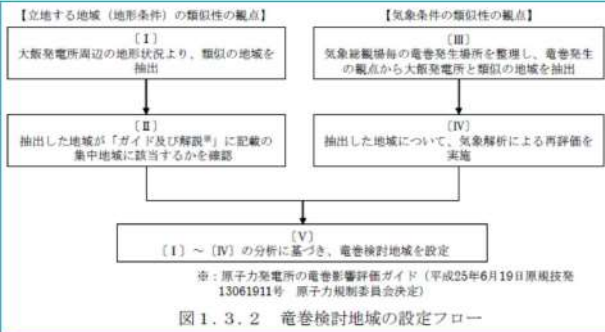 【立地する地域（地形条件）の類似性の観点】
〔Ⅰ〕
大飯発電所周辺の地形状況より、類似の地域を
抽出
〔Ⅱ〕
抽出した地域が「ガイド及び解説※」に記載の
集中地域に該当するかを確認
【気象条件の類似性の観点】
〔Ⅲ〕
気象総観場毎の竜巻発生場所を整理し、竜巻発生
の観点から大飯発電所と類似の地域を抽出
〔Ⅳ〕
抽出した地域について、気象解析による再評価を
実施
〔Ⅴ〕
〔Ⅰ〕～〔Ⅳ〕の分析に基づき、竜巻検討地域を設定
※：原子力発電所の竜巻影響評価ガイド（平成25年6月19日原規技発
13061911号　原子力規制委員会決定）
図１.３.２　竜巻検討地域の設定フロー